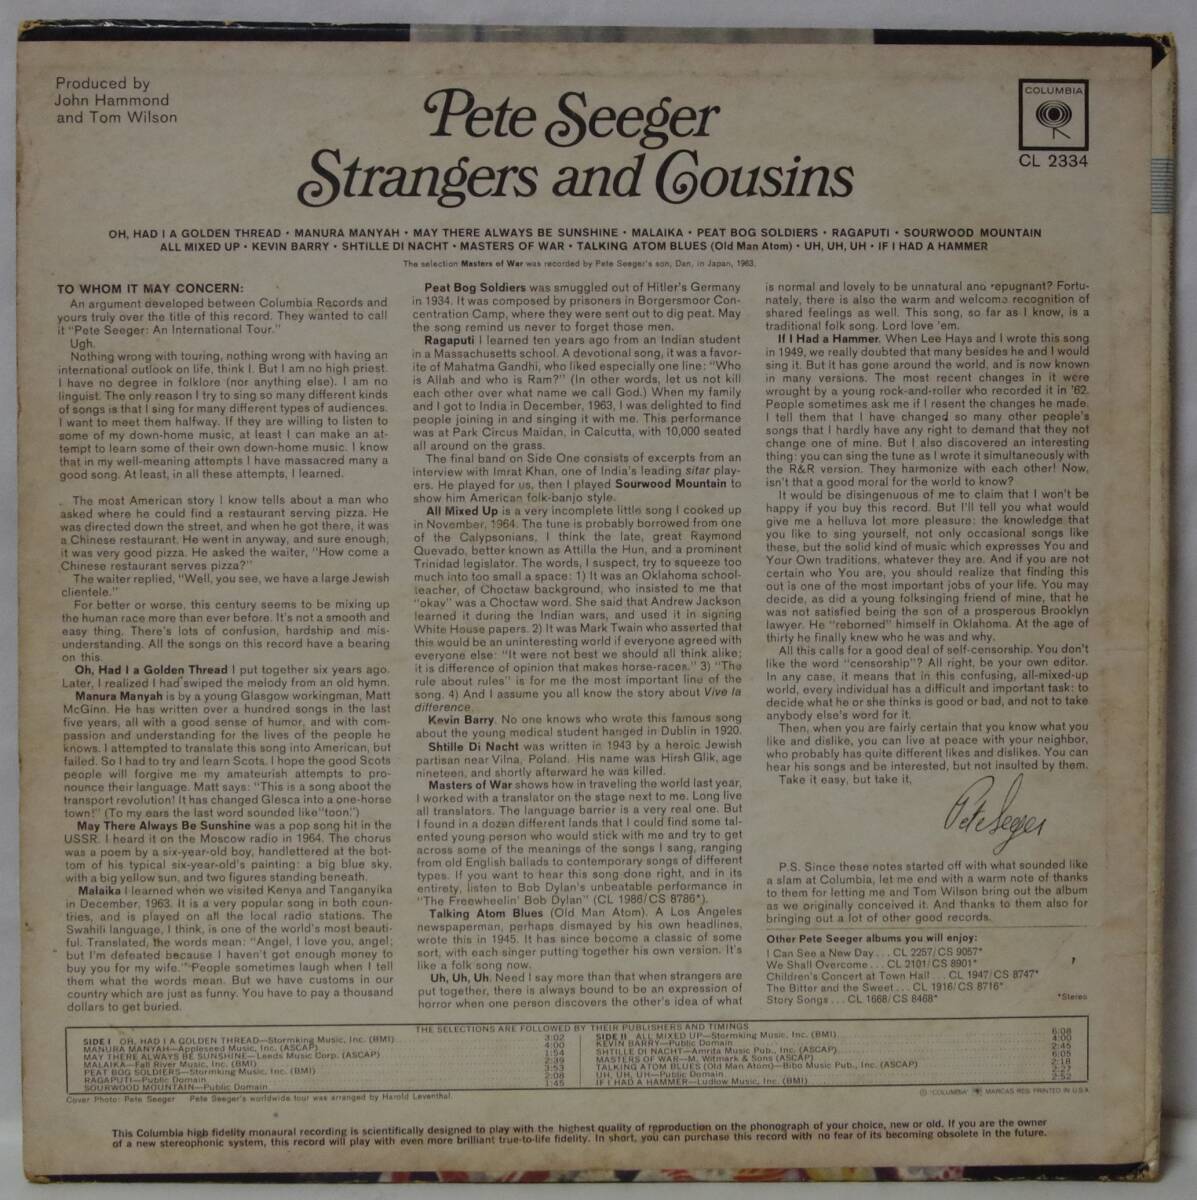 Produced by
John Hammond
and Tom Wilson
Pete Seeger
Strangers and Cousins
COLUMBIA
CL 2334
OH, HAD I A GOLDEN THREAD • MANURA MANYAH • MAY THERE ALWAYS BE SUNSHINE • MALAIKA • PEAT BOG SOLDIERS • RAGAPUTI • SOURWOOD MOUNTAIN
ALL MIXED UP • KEVIN BARRY • SHTILLE DI NACHT • MASTERS OF WAR • TALKING ATOM BLUES (Old Man Atom) • UH, UH, UH • IF I HAD A HAMMER
The selection Masters of War was recorded by Pete Seeger's son, Dan, in Japan, 1963.
TO WHOM IT MAY CONCERN:
An argument developed between Columbia Records and
yours truly over the title of this record. They wanted to call
it "Pete Seeger: An International Tour."
Ugh.
Nothing wrong with touring, nothing wrong with having an
international outlook on life, think I. But I am no high priest.
I have no degree in folklore (nor anything else). I am no
linguist. The only reason I try to sing so many different kinds
of songs is that I sing for many different types of audiences.
I want to meet them halfway. If they are willing to listen to
some of my down-home music, at least I can make an at-
tempt to learn some of their own down-home music. I know
that in my well-meaning attempts I have massacred many a
good song. At least, in all these attempts, I learned.
The most American story I know tells about a man who
asked where he could find a restaurant serving pizza. He
was directed down the street, and when he got there, it was
a Chinese restaurant. He went in anyway, and sure enough,
it was very good pizza. He asked the waiter, "How come a
Chinese restaurant serves pizza?"
The waiter replied, "Well, you see, we have a large Jewish
clientele."
For better or worse, this century seems to be mixing up
the human race more than ever before. It's not a smooth and
easy thing. There's lots of confusion, hardship and mis-
understanding. All the songs on this record have a bearing
on this.
Oh, Had I a Golden Thread I put together six years ago.
Later, I realized I had swiped the melody from an old hymn.
Manura Manyah is by a young Glasgow workingman, Matt
McGinn. He has written over a hundred songs in the last
five years, all with a good sense of humor, and with com-
passion and understanding for the lives of the people he
knows. I attempted to translate this song into American, but
failed. So I had to try and learn Scots. I hope the good Scots
people will forgive me my amateurish attempts to pro-
nounce their language. Matt says: "This is a song aboot the
transport revolution! It has changed Glesca into a one-horse
town!" (To my ears the last word sounded like "toon.")
May There Always Be Sunshine was a pop song hit in the
USSR. I heard it on the Moscow radio in 1964. The chorus
was a poem by a six-year-old boy, handlettered at the bot-
tom of his typical six-year-old's painting: a big blue sky,
with a big yellow sun, and two figures standing beneath.
Malaika I learned when we visited Kenya and Tanganyika
in December, 1963. It is a very popular song in both coun-
tries, and is played on all the local radio stations. The
Swahili language, I think, is one of the world's most beauti-
ful. Translated, the words mean: "Angel, I love you, angel;
but I'm defeated because I haven't got enough money to
buy you for my wife." People sometimes laugh when I tell
them what the words mean. But we have customs in our
country which are just as funny. You have to pay a thousand
dollars to get buried.
Peat Bog Soldiers was smuggled out of Hitler's Germany
in 1934. It was composed by prisoners in Borgersmoor Con-
centration Camp, where they were sent out to dig peat. May
the song remind us never to forget those men.
Ragaputi I learned ten years ago from an Indian student
in a Massachusetts school. A devotional song, it was a favor-
ite of Mahatma Gandhi, who liked especially one line: "Who
is Allah and who is Ram?" (In other words, let us not kill
each other over what name we call God.) When my family
and I got to India in December, 1963, I was delighted to find
people joining in and singing it with me. This performance
was at Park Circus Maidan, in Calcutta, with 10,000 seated
all around on the grass.
The final band on Side One consists of excerpts from an
interview with Imrat Khan, one of India's leading sitar play-
ers. He played for us, then I played Sourwood Mountain to
show him American folk-banjo style.
All Mixed Up is a very incomplete little song I cooked up
in November, 1964. The tune is probably borrowed from one
of the Calypsonians, I think the late, great Raymond
Quevado, better known as Attilla the Hun, and a prominent
Trinidad legislator. The words, I suspect, try to squeeze too
much into too small a space: 1) It was an Oklahoma school-
teacher, of Choctaw background, who insisted to me that
"okay" was a Choctaw word. She said that Andrew Jackson
learned it during the Indian wars, and used it in signing
White House papers. 2) It was Mark Twain who asserted that
this would be an uninteresting world if everyone agreed with
everyone else: "It were not best we should all think alike;
it is difference of opinion that makes horse-races." 3) "The
rule about rules" is for me the most important line of the
song. 4) And I assume you all know the story about Vive la
difference.
Kevin Barry. No one knows who wrote this famous song
about the young medical student hanged in Dublin in 1920.
Shtille Di Nacht was written in 1943 by a heroic Jewish
partisan near Vilna, Poland. His name was Hirsh Glik, age
nineteen, and shortly afterward he was killed.
Masters of War shows how in traveling the world last year,
I worked with a translator on the stage next to me. Long live
all translators. The language barrier is a very real one. But
I found in a dozen different lands that I could find some tal-
ented young person who would stick with me and try to get
across some of the meanings of the songs I sang, ranging
from old English ballads to contemporary songs of different
types. If you want to hear this song done right, and in its
entirety, listen to Bob Dylan's unbeatable performance in
"The Freewheelin' Bob Dylan" (CL 1986/CS 8786*).
Talking Atom Blues (Old Man Atom). A Los Angeles
newspaperman, perhaps dismayed by his own headlines,
wrote this in 1945. It has since become a classic of some
sort, with each singer putting together his own version. It's
like a folk song now.
Uh, Uh, Uh. Need I say more than that when strangers are
put together, there is always bound to be an expression of
horror when one person discovers the other's idea of what
is normal and lovely to be unnatural and repugnant? Fortu-
nately, there is also the warm and welcome recognition of
shared feelings as well. This song, so far as I know, is a
traditional folk song. Lord love 'em.
If I Had a Hammer. When Lee Hays and I wrote this song
in 1949, we really doubted that many besides he and I would
sing it. But it has gone around the world, and is now known
in many versions. The most recent changes in it were
wrought by a young rock-and-roller who recorded it in '62.
People sometimes ask me if I resent the changes he made.
I tell them that I have changed so many other people's
songs that I hardly have any right to demand that they not
change one of mine. But I also discovered an interesting
thing: you can sing the tune as I wrote it simultaneously with
the R&R version. They harmonize with each other! Now,
isn't that a good moral for the world to know?
It would be disingenuous of me to claim that I won't be
happy if you buy this record. But I'll tell you what would
give me a helluva lot more pleasure: the knowledge that
you like to sing yourself, not only occasional songs like
these, but the solid kind of music which expresses You and
Your Own traditions, whatever they are. And if you are not
certain who You are, you should realize that finding this
out is one of the most important jobs of your life. You may
decide, as did a young folksinging friend of mine, that he
was not satisfied being the son of a prosperous Brooklyn
lawyer. He "reborned" himself in Oklahoma. At the age of
thirty he finally knew who he was and why.
All this calls for a good deal of self-censorship. You don't
like the word "censorship"? All right, be your own editor.
In any case, it means that in this confusing, all-mixed-up
world, every individual has a difficult and important task: to
decide what he or she thinks is good or bad, and not to take
anybody else's word for it.
Then, when you are fairly certain that you know what you
like and dislike, you can live at peace with your neighbor,
who probably has quite different likes and dislikes. You can
hear his songs and be interested, but not insulted by them.
Take it easy, but take it,
Pete Seeger
P.S. Since these notes started off with what sounded like
a slam at Columbia, let me end with a warm note of thanks
to them for letting me and Tom Wilson bring out the album
as we originally conceived it. And thanks to them also for
bringing out a lot of other good records.
Other Pete Seeger albums you will enjoy:
I Can See a New Day . . . CL 2257/CS 9057*
We Shall Overcome . . . CL 2101/CS 8901*
Children's Concert at Town Hall . . . CL 1947/CS 8747*
The Bitter and the Sweet . . . CL 1916/CS 8716*
Story Songs . . . CL 1668/CS 8468*
*Stereo
THE SELECTIONS ARE FOLLOWED BY THEIR PUBLISHERS AND TIMINGS
SIDE I OH, HAD I A GOLDEN THREAD—Stormking Music, Inc. (BMI) 3:02
MANURA MANYAH—Appleseed Music, Inc. (ASCAP) 4:00
MAY THERE ALWAYS BE SUNSHINE—Leeds Music Corp. (ASCAP) 1:54
MALAIKA—Fall River Music, Inc. (BMI) 2:39
PEAT BOG SOLDIERS—Stormking Music, Inc. (BMI) 3:53
RAGAPUTI—Public Domain 2:08
SOURWOOD MOUNTAIN—Public Domain 1:45
SIDE II ALL MIXED UP—Stormking Music, Inc. (BMI) 6:08
KEVIN BARRY—Public Domain 4:00
SHTILLE DI NACHT—Amrita Music Pub., Inc. (ASCAP) 2:45
MASTERS OF WAR—M. Witmark & Sons (ASCAP) 6:05
TALKING ATOM BLUES (Old Man Atom)—Bibo Music Pub., Inc. (ASCAP) 2:18
UH, UH, UH—Public Domain 2:27
IF I HAD A HAMMER—Ludlow Music, Inc. (BMI) 2:52
Cover Photo: Pete Seeger Pete Seeger's worldwide tour was arranged by Harold Leventhal.
© "COLUMBIA" MARCAS REG. PRINTED IN U.S.A.
This Columbia high fidelity monaural recording is scientifically designed to play with the highest quality of reproduction on the phonograph of your choice, new or old. If you are the owner
of a new stereophonic system, this record will play with even more brilliant true-to-life fidelity. In short, you can purchase this record with no fear of its becoming obsolete in the future.